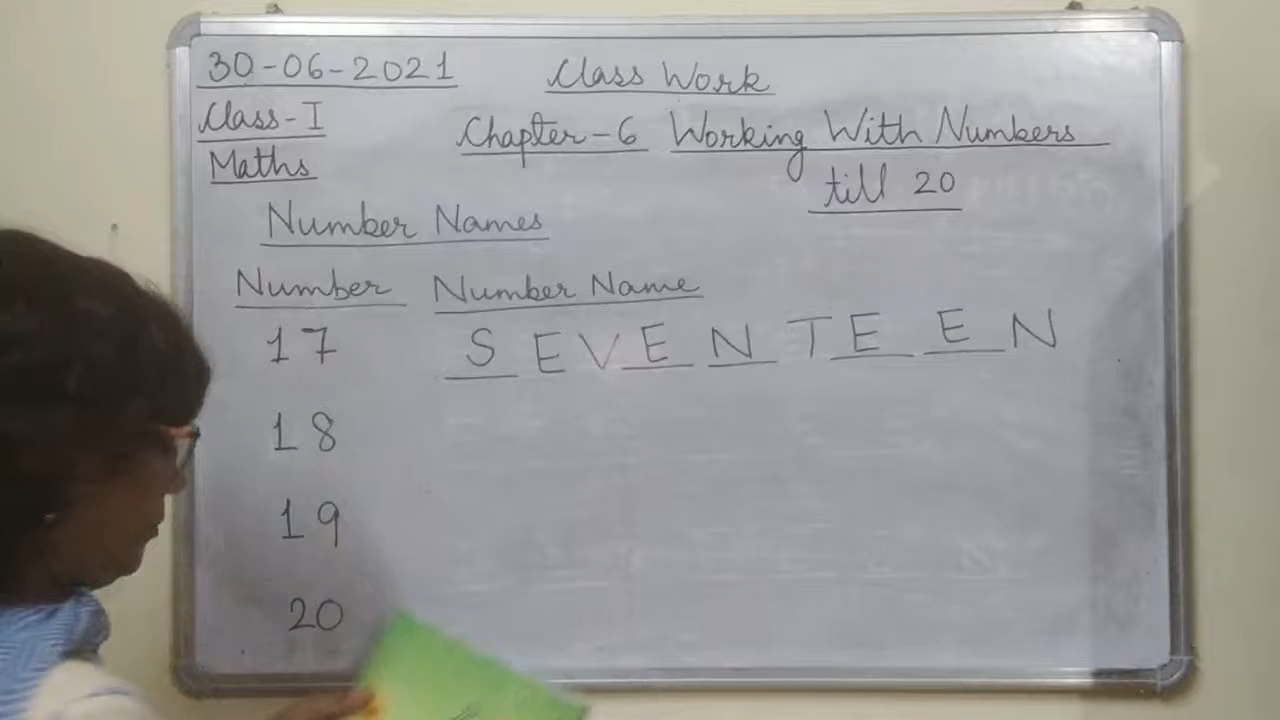 30-06-2021 Class Work
Class-I Chapter-6 Working With Numbers
Maths till 20
Number Names
Number Number Name
17 S E V E N T E E N
18
19
20